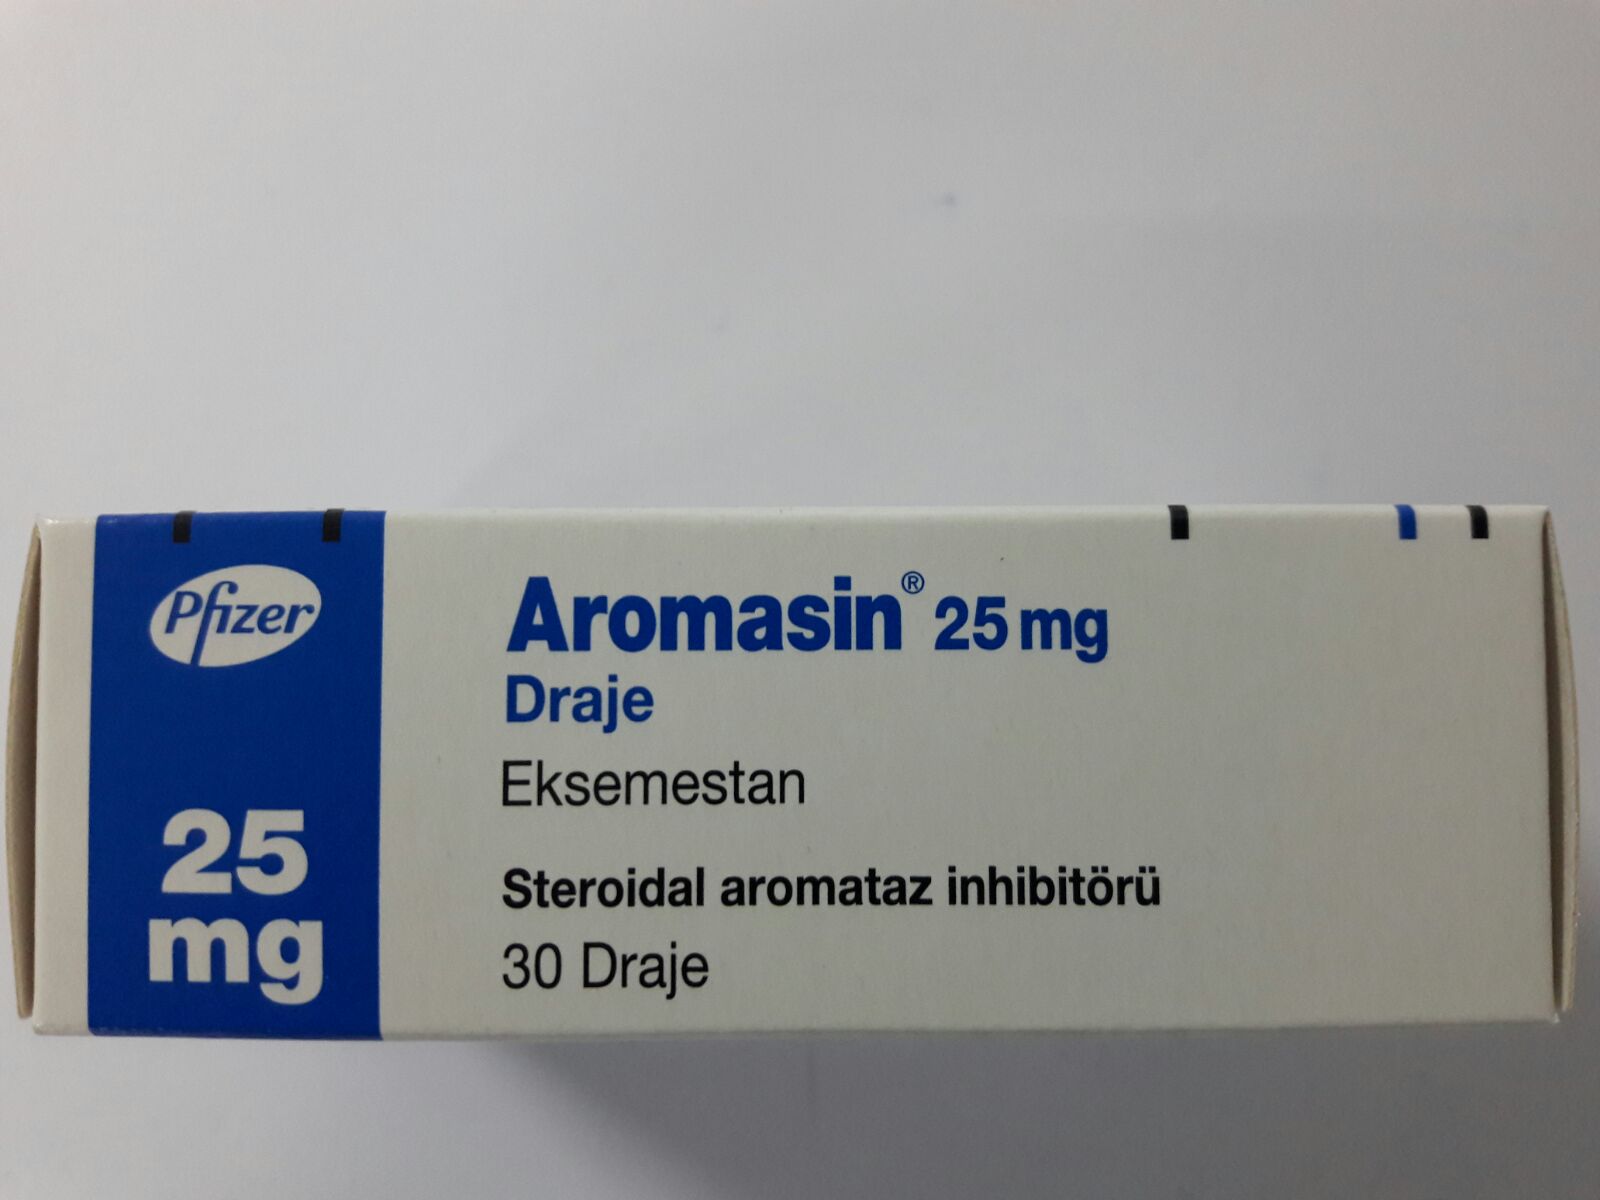 Pfizer
25
mg
Aromasin® 25 mg
Draje
Eksemestan
Steroidal aromataz inhibitörü
30 Draje